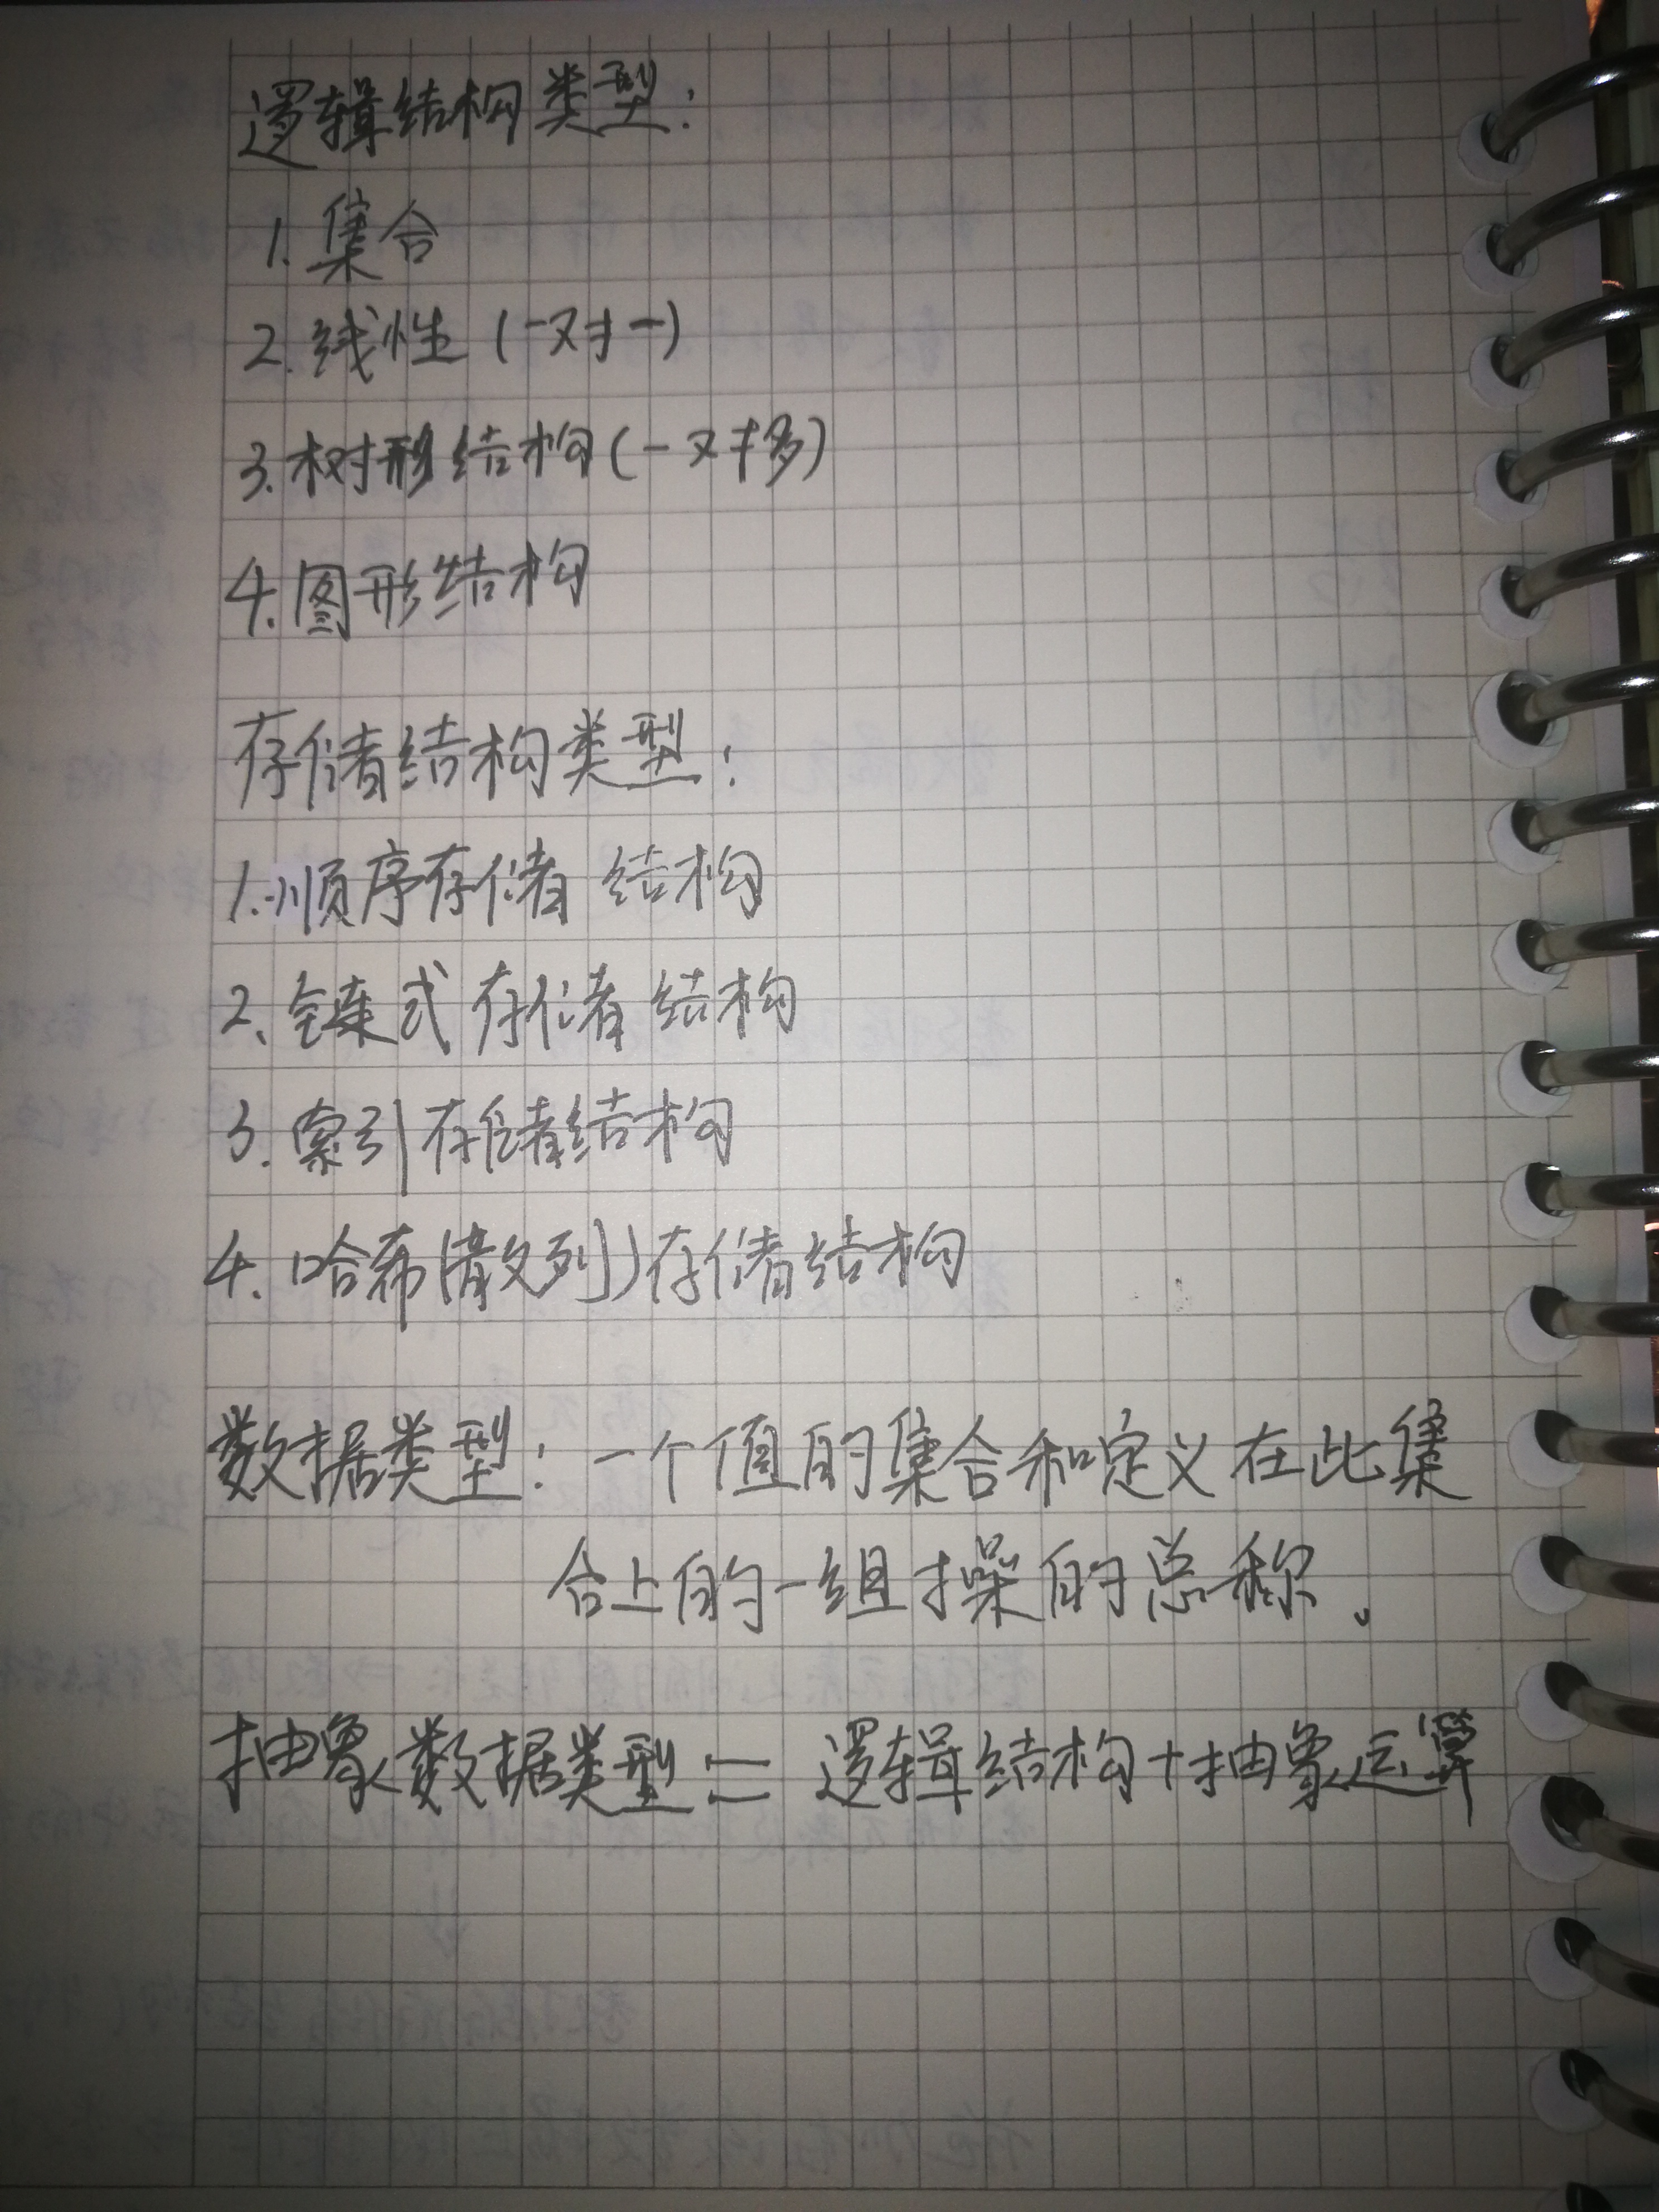 逻辑结构类型:
1. 集合
2. 线性 (一对一)
3. 树形结构(一对多)
4. 图形结构
存储结构类型:
1. 顺序存储结构
2、链式存储结构
3. 索引存储结构
4. 哈希(散列)存储结构
数据类型: 一个值的集合和定义在此集
合上的一组操的总称。
抽象数据类型 = 逻辑结构+抽象运算